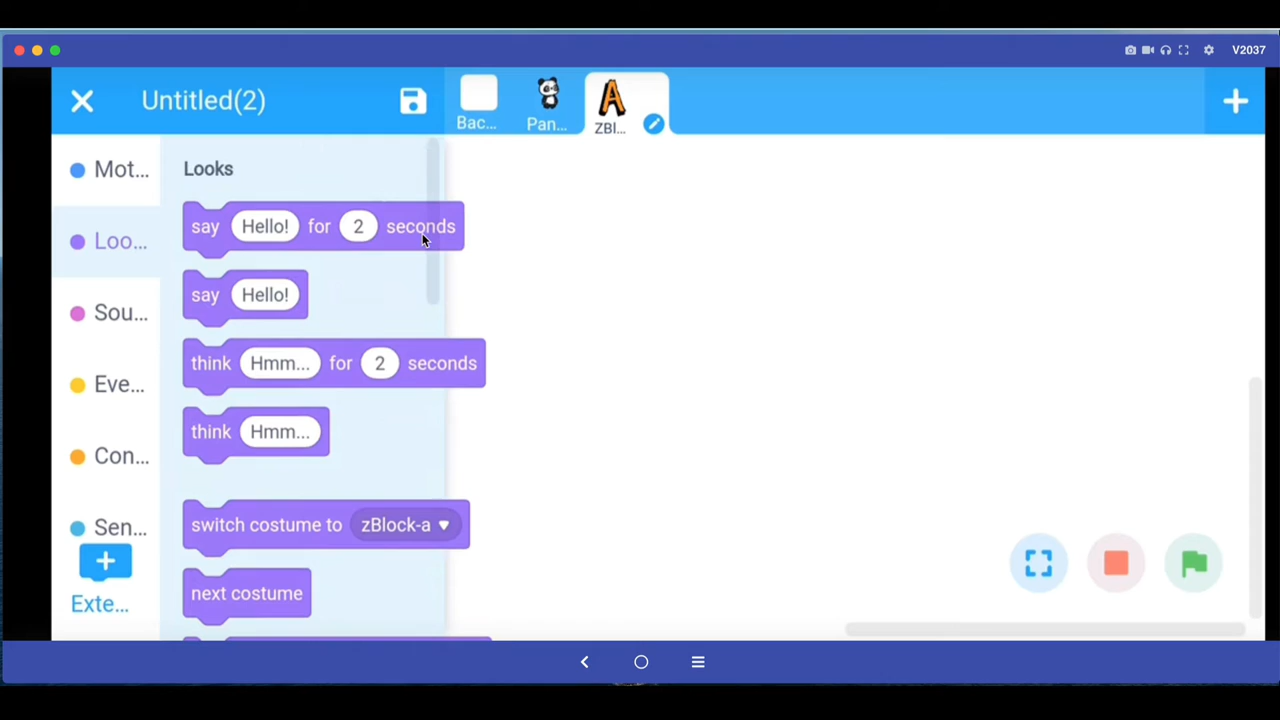 V2037
Untitled(2)
Bac...
Pan...
ZBl...
Mot...
Loo...
Sou...
Eve...
Con...
Sen...
Exte...
Looks
say Hello! for 2 seconds
say Hello!
think Hmm... for 2 seconds
think Hmm...
switch costume to zBlock-a
next costume